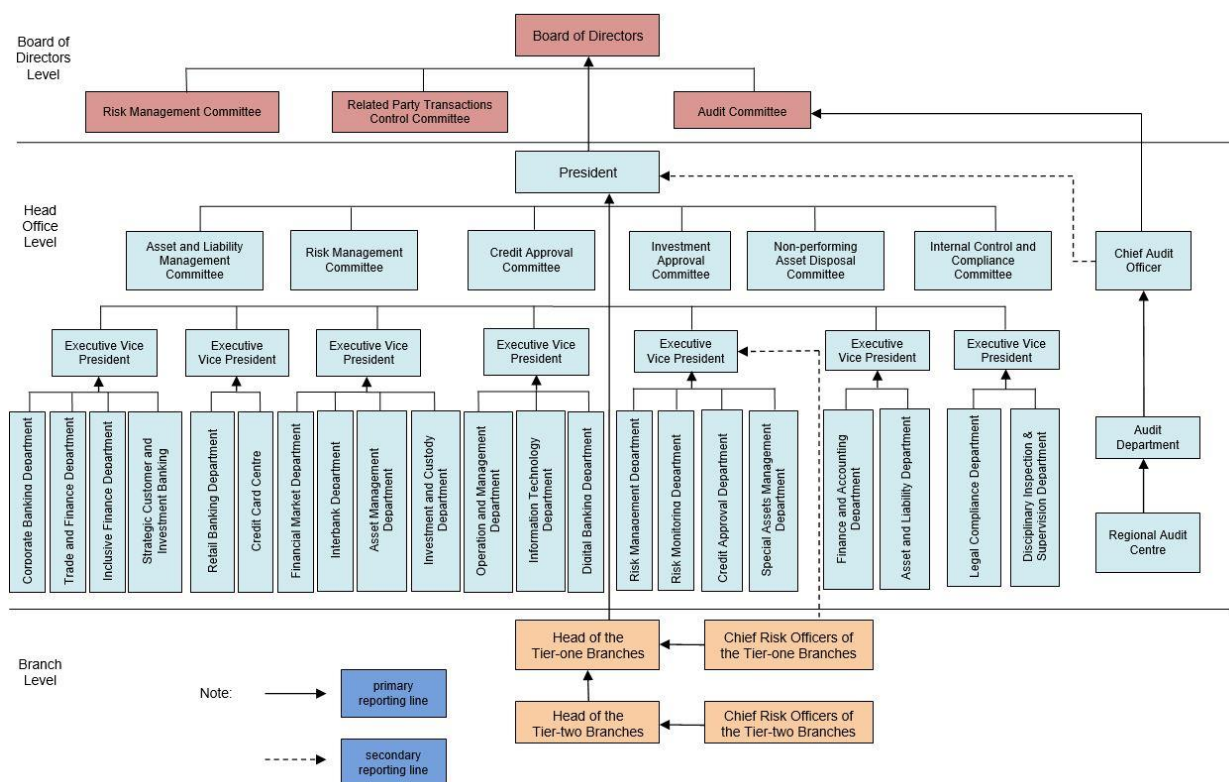 Board of
Directors
Level
Board of Directors
Risk Management Committee
Related Party Transactions
Control Committee
Audit Committee
Head
Office
Level
President
Asset and Liability
Management
Committee
Risk Management
Committee
Credit Approval
Committee
Investment
Approval
Committee
Non-performing
Asset Disposal
Committee
Internal Control and
Compliance
Committee
Chief Audit
Officer
Executive Vice
President
Executive
Vice President
Executive Vice
President
Executive Vice
President
Executive
Vice President
Executive
Vice President
Executive Vice
President
Corporate Banking Department
Trade and Finance Department
Inclusive Finance Department
Strategic Customer and
Investment Banking
Retail Banking Department
Credit Card Centre
Financial Market Department
Interbank Department
Asset Management
Department
Investment and Custody
Department
Operation and Management
Department
Information Technology
Department
Digital Banking Department
Risk Management Department
Risk Monitoring Department
Credit Approval Department
Special Assets Management
Department
Finance and Accounting
Department
Asset and Liability Department
Legal Compliance Department
Disciplinary Inspection &
Supervision Department
Audit
Department
Regional Audit
Centre
Branch
Level
Head of the
Tier-one Branches
Chief Risk Officers of
the Tier-one Branches
Head of the
Tier-two Branches
Chief Risk Officers of
the Tier-two Branches
Note:
primary
reporting line
secondary
reporting line